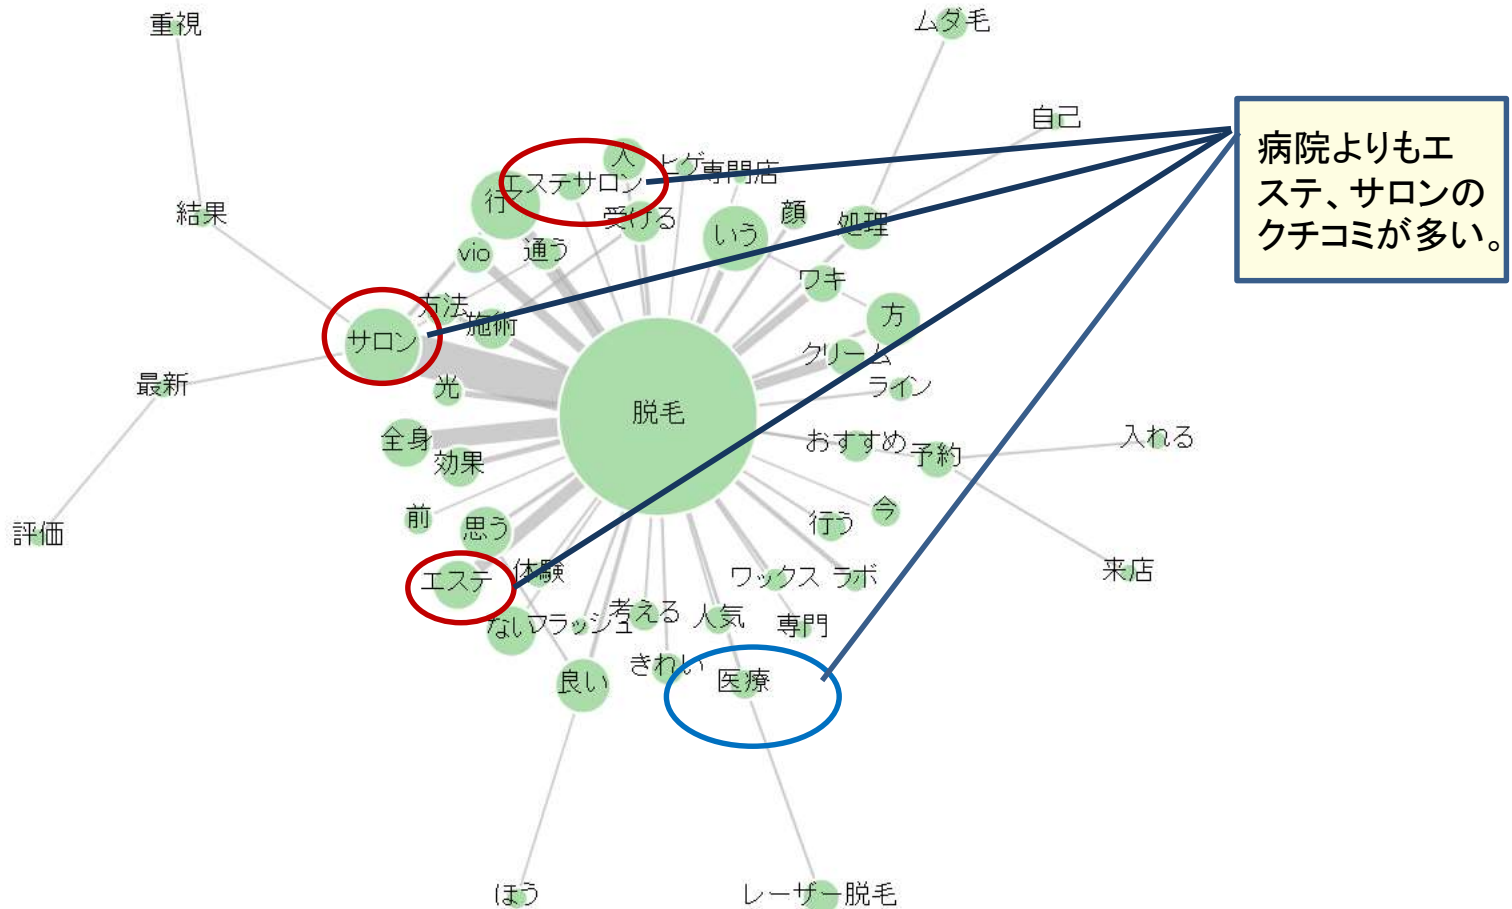 重視
ムダ毛
自己
病院よりもエ
ステ、サロンの
クチコミが多い。
人
ヒゲ
専門店
エステサロン
行
結果
受ける
顔
処理
いう
vio
通う
ワキ
方法
施術
方
サロン
クリーム
最新
光
ライン
脱毛
全身
効果
おすすめ
予約
入れる
前
思う
行う
今
評価
エステ
体験
ワックス
ラボ
来店
ない
フラッシュ
考える
人気
専門
きれい
良い
医療
ほう
レーザー脱毛